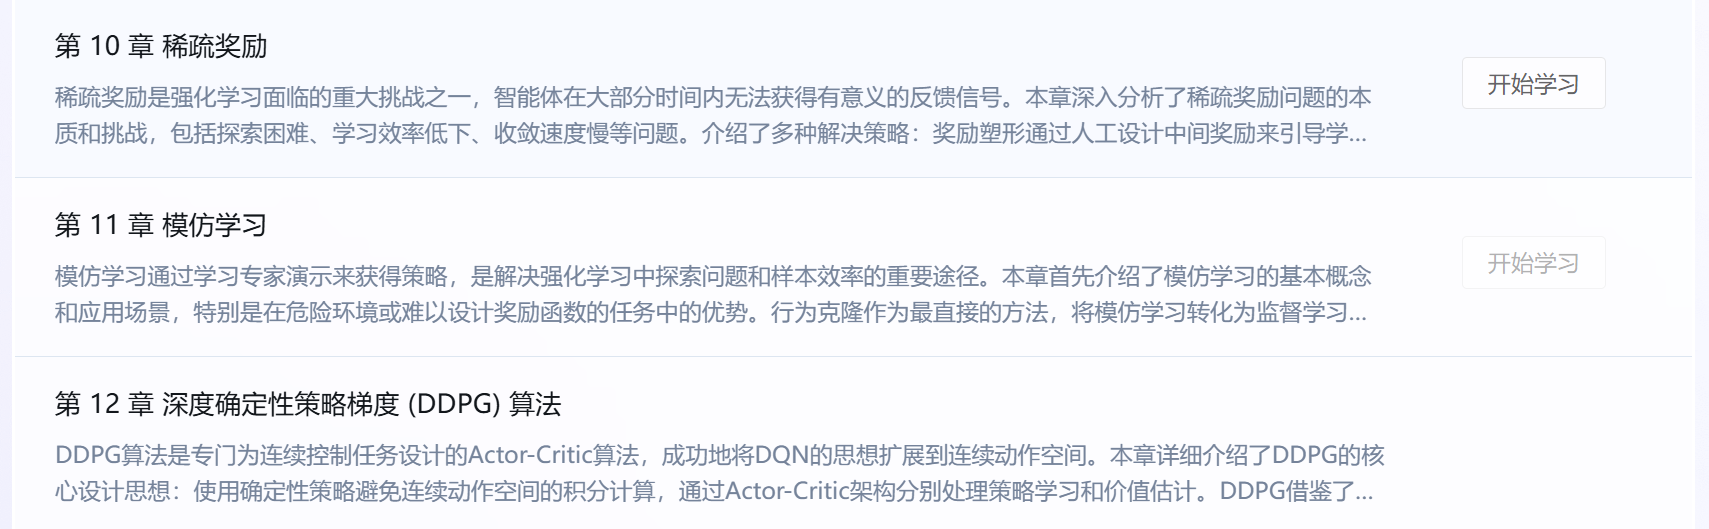 第 10 章 稀疏奖励
稀疏奖励是强化学习面临的重大挑战之一，智能体在大部分时间内无法获得有意义的反馈信号。本章深入分析了稀疏奖励问题的本
质和挑战，包括探索困难、学习效率低下、收敛速度慢等问题。介绍了多种解决策略：奖励塑形通过人工设计中间奖励来引导学...
开始学习
第 11 章 模仿学习
模仿学习通过学习专家演示来获得策略，是解决强化学习中探索问题和样本效率的重要途径。本章首先介绍了模仿学习的基本概念
和应用场景，特别是在危险环境或难以设计奖励函数的任务中的优势。行为克隆作为最直接的方法，将模仿学习转化为监督学习...
开始学习
第 12 章 深度确定性策略梯度 (DDPG) 算法
DDPG算法是专门为连续控制任务设计的Actor-Critic算法，成功地将DQN的思想扩展到连续动作空间。本章详细介绍了DDPG的核
心设计思想：使用确定性策略避免连续动作空间的积分计算，通过Actor-Critic架构分别处理策略学习和价值估计。DDPG借鉴了...